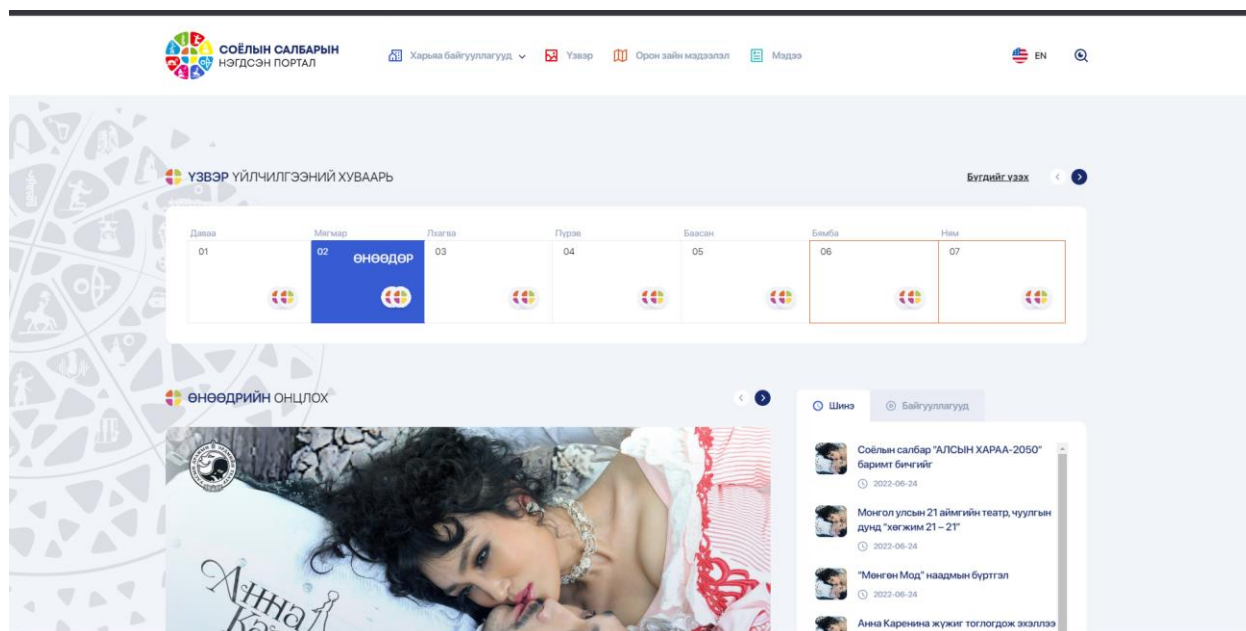 СОЁЛЫН САЛБАРЫН
НЭГДСЭН ПОРТАЛ
Харьяа байгууллагууд
Үзвэр
Орон зайн мэдээлэл
Мэдээ
EN
ҮЗВЭР ҮЙЛЧИЛГЭЭНИЙ ХУВААРЬ
Бүгдийг үзэх
Даваа Мягмар Лхагва Пүрэв Баасан Бямба Ням
01 02 ӨНӨӨДӨР 03 04 05 06 07
ӨНӨӨДРИЙН ОНЦЛОХ
Шинэ
Байгууллагууд
Анна
Соёлын салбар "АЛСЫН ХАРАА-2050"
баримт бичгийг
2022-06-24
Монгол улсын 21 аймгийн театр, чуулгын
дунд "хөгжим 21 – 21"
2022-06-24
"Мөнгөн Мод" наадмын бүртгэл
2022-06-24
Анна Каренина жүжиг тоглогдож эхэллээ